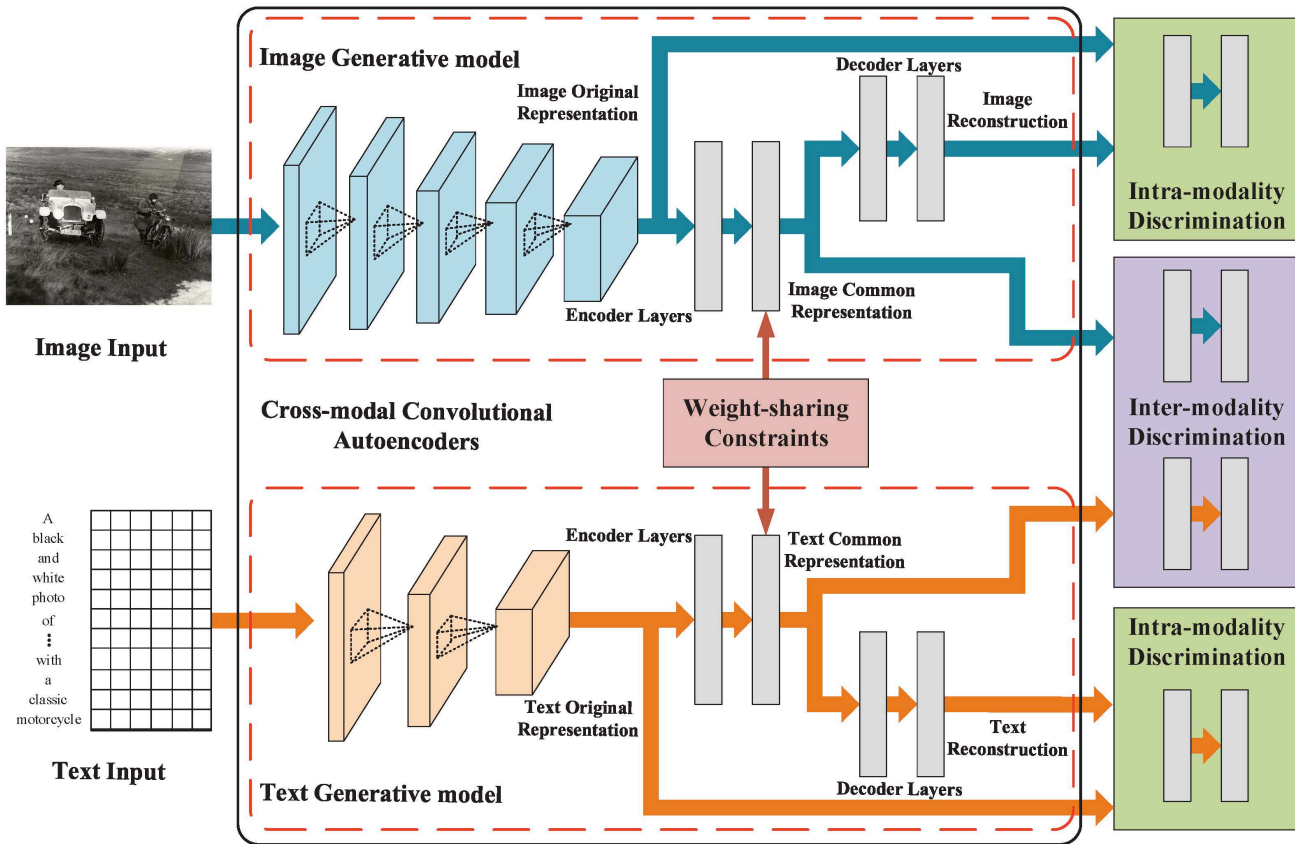 Image Generative model
Image Original
Representation
Decoder Layers
Image
Reconstruction
Intra-modality
Discrimination
Encoder Layers
Image Common
Representation
Image Input
Cross-modal Convolutional
Autoencoders
Weight-sharing
Constraints
Inter-modality
Discrimination
A
black
and
white
photo
of
with
a
classic
motorcycle
Text Input
Encoder Layers
Text Common
Representation
Text Original
Representation
Text
Reconstruction
Decoder Layers
Text Generative model
Intra-modality
Discrimination